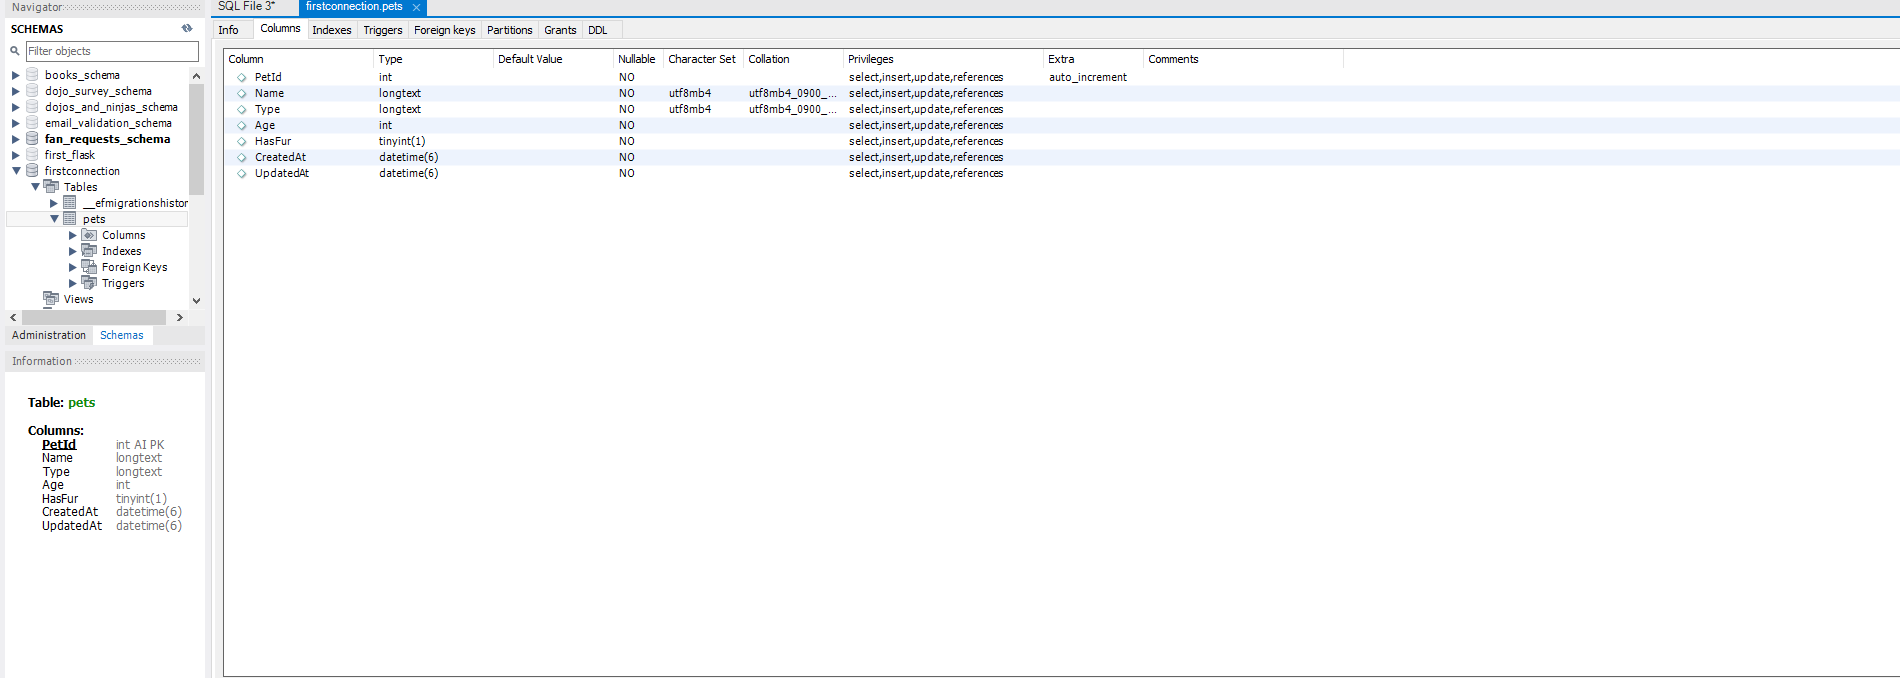 Navigator
SCHEMAS
Filter objects
books_schema
dojo_survey_schema
dojos_and_ninjas_schema
email_validation_schema
fan_requests_schema
first_flask
firstconnection
Tables
__efmigrationshistor
pets
Columns
Indexes
Foreign Keys
Triggers
Views
Administration Schemas
Information
Table: pets
Columns:
PetId int AI PK
Name longtext
Type longtext
Age int
HasFur tinyint(1)
CreatedAt datetime(6)
UpdatedAt datetime(6)
SQL File 3* firstconnection.pets
Info Columns Indexes Triggers Foreign keys Partitions Grants DDL
Column Type Default Value Nullable Character Set Collation Privileges Extra Comments
PetId int NO select,insert,update,references auto_increment
Name longtext NO utf8mb4 utf8mb4_0900_... select,insert,update,references
Type longtext NO utf8mb4 utf8mb4_0900_... select,insert,update,references
Age int NO select,insert,update,references
HasFur tinyint(1) NO select,insert,update,references
CreatedAt datetime(6) NO select,insert,update,references
UpdatedAt datetime(6) NO select,insert,update,references